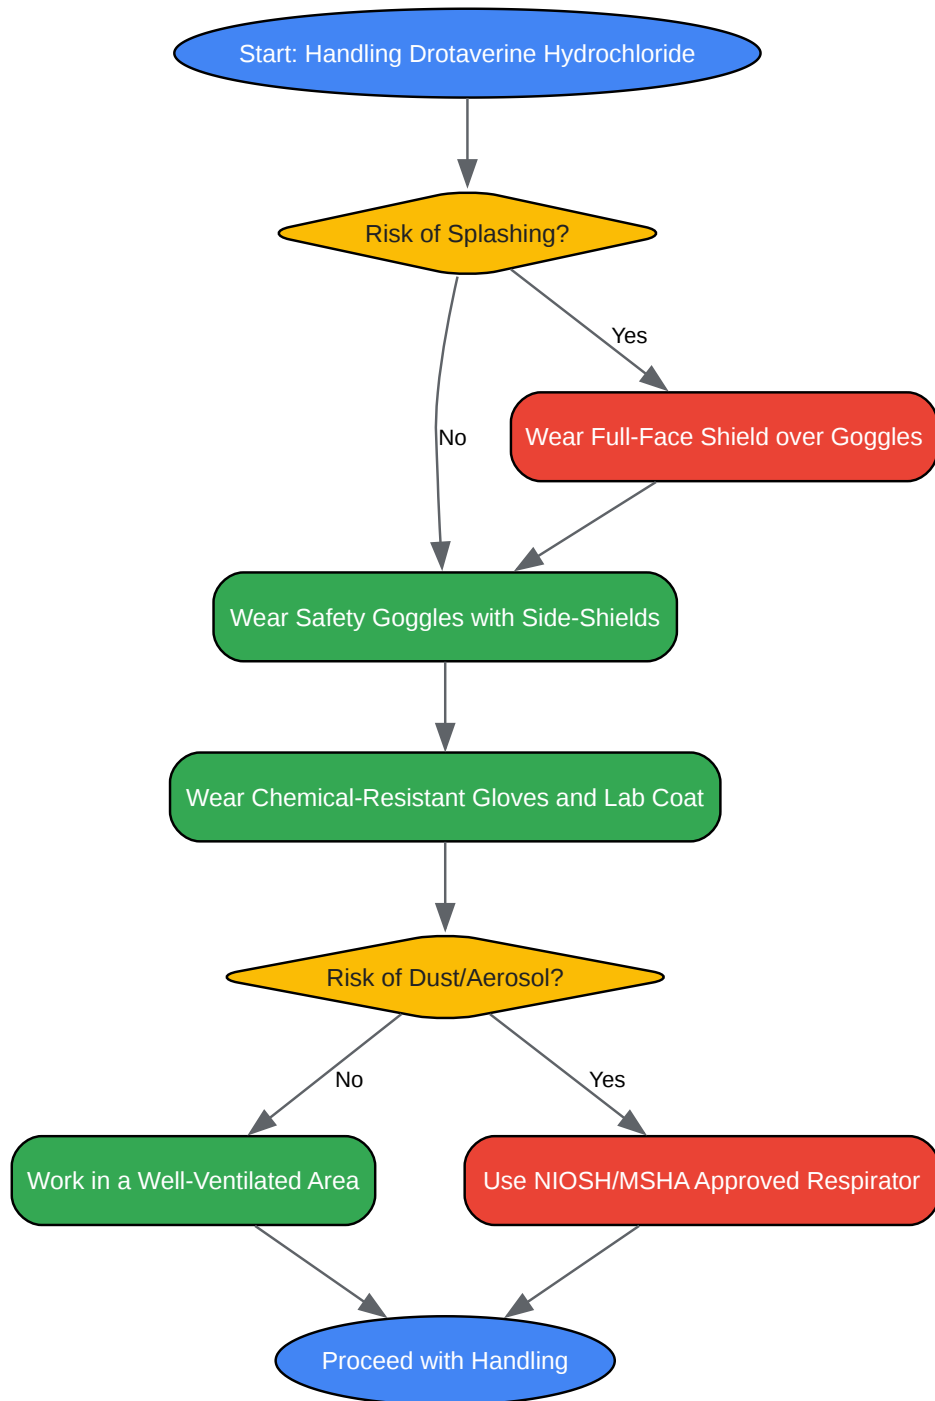 Start: Handling Drotaverine Hydrochloride
Risk of Splashing?
Yes
Wear Full-Face Shield over Goggles
No
Wear Safety Goggles with Side-Shields
Wear Chemical-Resistant Gloves and Lab Coat
Risk of Dust/Aerosol?
No
Yes
Work in a Well-Ventilated Area
Use NIOSH/MSHA Approved Respirator
Proceed with Handling